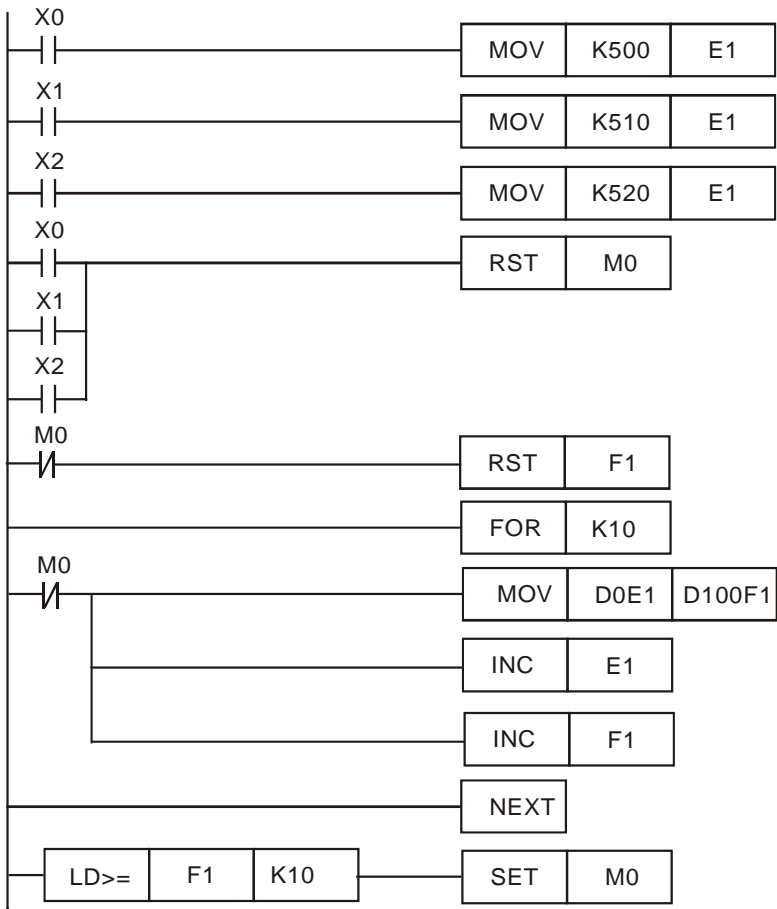 X0
MOV K500 E1
X1
MOV K510 E1
X2
MOV K520 E1
X0
RST M0
X1
X2
M0
RST F1
FOR K10
M0
MOV D0E1 D100F1
INC E1
INC F1
NEXT
LD>= F1 K10 SET M0